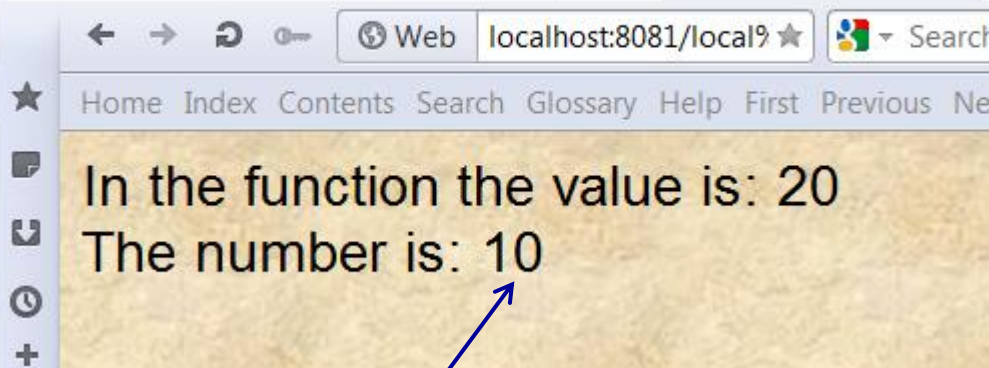 Web localhost:8081/local% Search
Home Index Contents Search Glossary Help First Previous Ne
In the function the value is: 20
The number is: 10